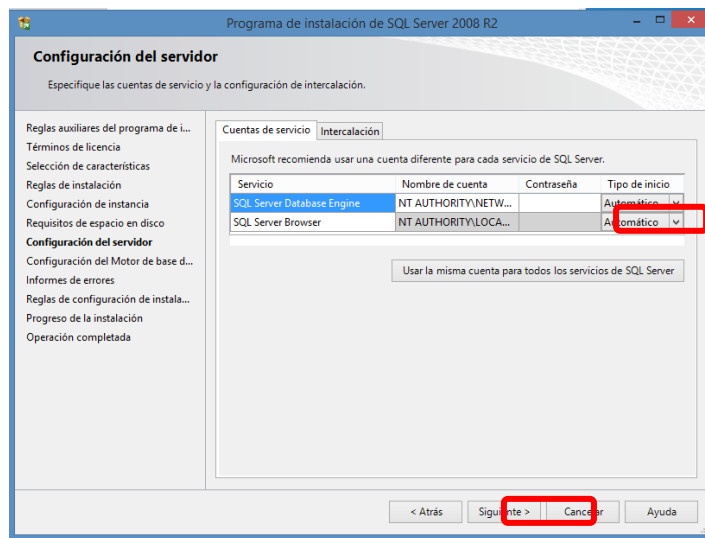 Programa de instalación de SQL Server 2008 R2
Configuración del servidor
Especifique las cuentas de servicio y la configuración de intercalación.
Reglas auxiliares del programa de i...
Términos de licencia
Selección de características
Reglas de instalación
Configuración de instancia
Requisitos de espacio en disco
Configuración del servidor
Configuración del Motor de base d...
Informes de errores
Reglas de configuración de instala...
Progreso de la instalación
Operación completada
Cuentas de servicio Intercalación
Microsoft recomienda usar una cuenta diferente para cada servicio de SQL Server.
Servicio Nombre de cuenta Contraseña Tipo de inicio
SQL Server Database Engine NT AUTHORITY\NETW... Automático
SQL Server Browser NT AUTHORITY\LOCA... Automático
Usar la misma cuenta para todos los servicios de SQL Server
< Atrás Siguiente > Cancelar Ayuda